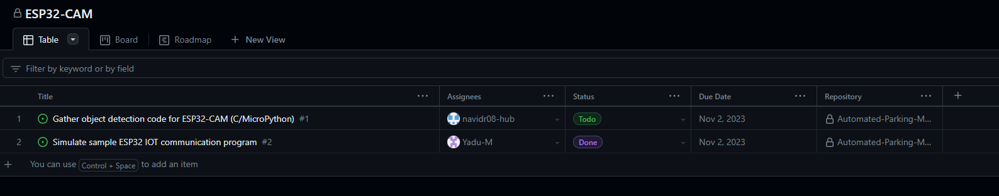 ESP32-CAM
Table Board Roadmap + New View
Filter by keyword or by field
Title ... Assignees ... Status ... Due Date ... Repository ... +
1 Gather object detection code for ESP32-CAM (C/MicroPython) #1 navidr08-hub Todo Nov 2, 2023 Automated-Parking-M...
2 Simulate sample ESP32 IOT communication program #2 Yadu-M Done Nov 2, 2023 Automated-Parking-M...
+ You can use Control + Space to add an item